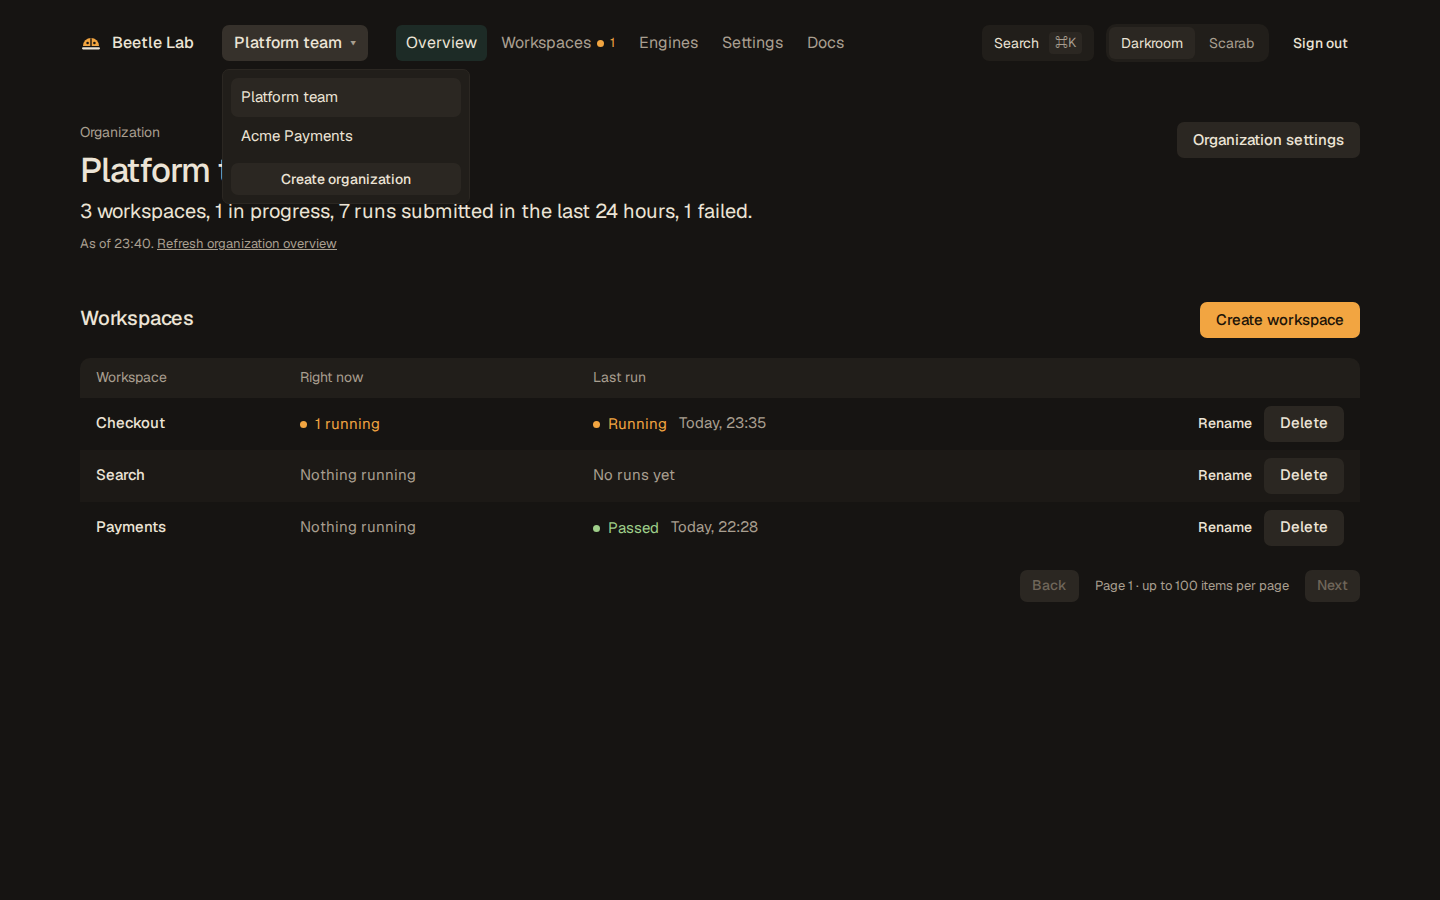 Beetle Lab
Platform team
Overview
Workspaces 1
Engines
Settings
Docs
Search ⌘K
Darkroom
Scarab
Sign out
Platform team
Acme Payments
Create organization
Organization
Organization settings
Platform
3 workspaces, 1 in progress, 7 runs submitted in the last 24 hours, 1 failed.
As of 23:40. Refresh organization overview
Workspaces
Create workspace
Workspace Right now Last run
Checkout 1 running Running Today, 23:35 Rename Delete
Search Nothing running No runs yet Rename Delete
Payments Nothing running Passed Today, 22:28 Rename Delete
Back Page 1 · up to 100 items per page Next